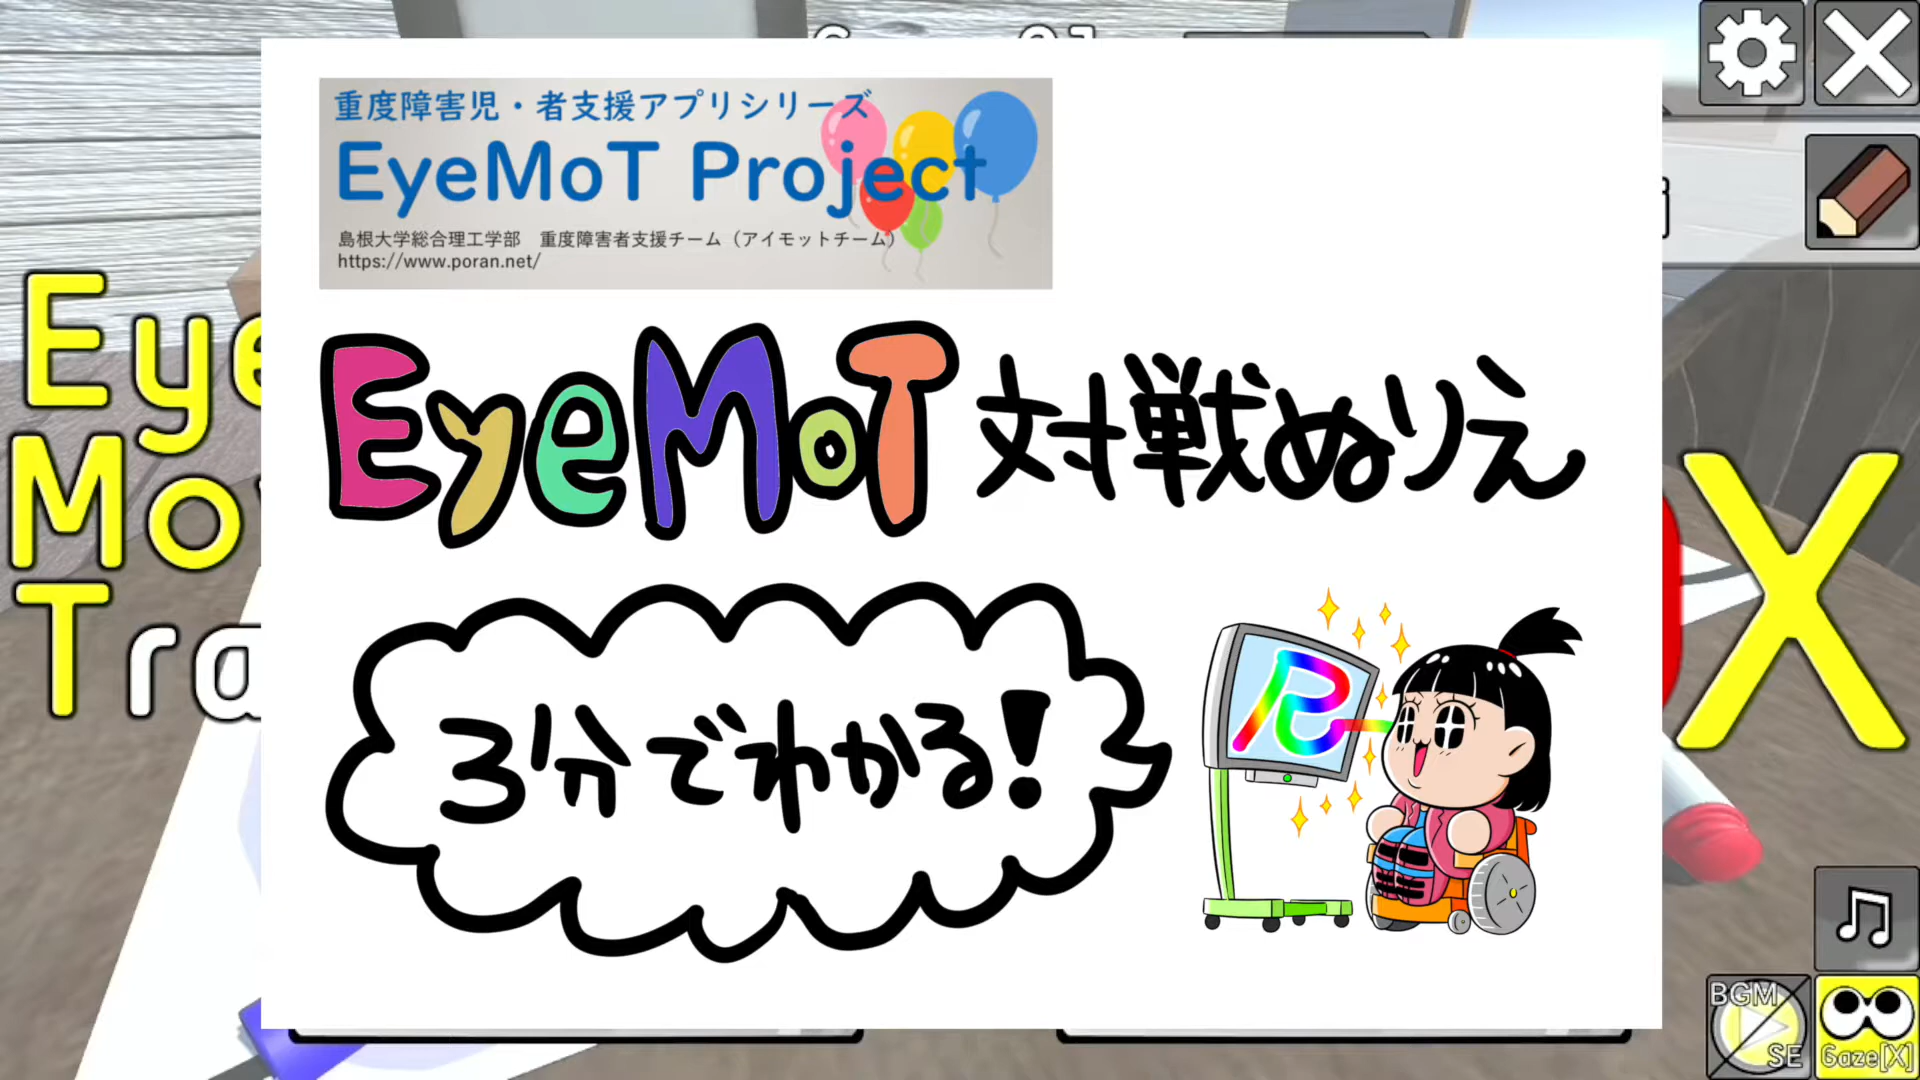 重度障害児・者支援アプリシリーズ
EyeMoT Project
島根大学総合理工学部　重度障害者支援チーム（アイモットチーム）
https://www.poran.net/
EyeMoT 対戦ぬりえ
3分でわかる!
Eye
Mo
Tra
X
BGM
SE
Gaze[X]